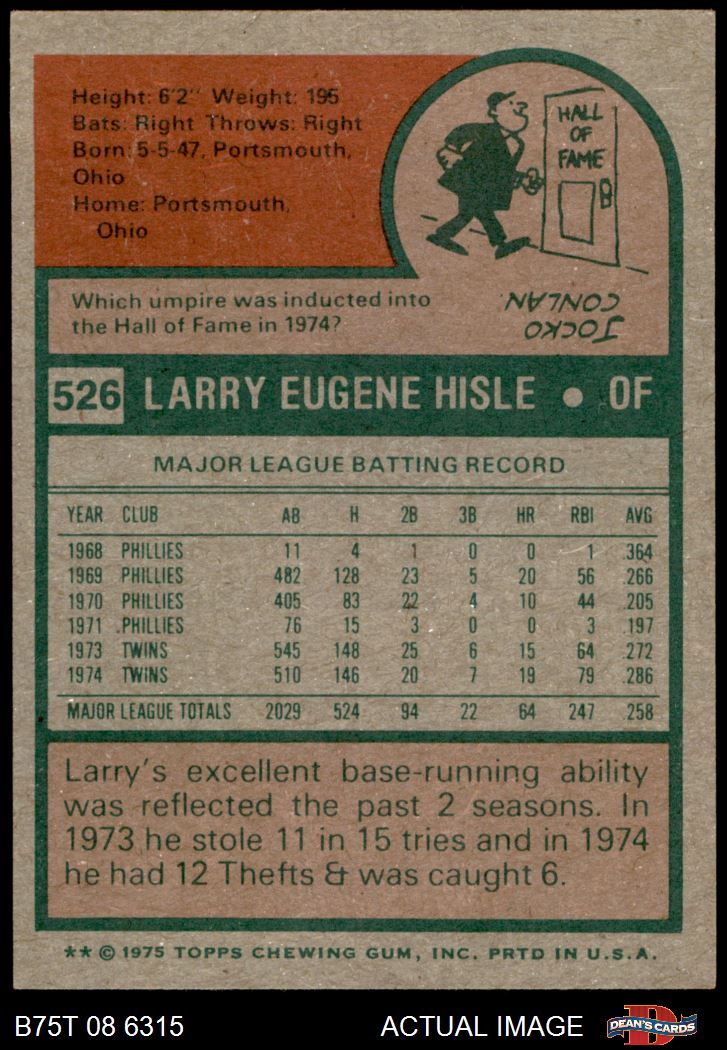 Height: 6'2" Weight: 195
Bats: Right Throws: Right
Born: 5-5-47, Portsmouth,
Ohio
Home: Portsmouth,
Ohio
HALL
OF
FAME
Which umpire was inducted into
the Hall of Fame in 1974?
JOCKO
CONLAN
526 LARRY EUGENE HISLE • OF
MAJOR LEAGUE BATTING RECORD
YEAR CLUB AB H 2B 3B HR RBI AVG
1968 PHILLIES 11 4 1 0 0 1 .364
1969 PHILLIES 482 128 23 5 20 56 .266
1970 PHILLIES 405 83 22 4 10 44 .205
1971 PHILLIES 76 15 3 0 0 3 .197
1973 TWINS 545 148 25 6 15 64 .272
1974 TWINS 510 146 20 7 19 79 .286
MAJOR LEAGUE TOTALS 2029 524 94 22 64 247 .258
Larry's excellent base-running ability
was reflected the past 2 seasons. In
1973 he stole 11 in 15 tries and in 1974
he had 12 Thefts & was caught 6.
** © 1975 TOPPS CHEWING GUM, INC. PRTD IN U.S.A.
B75T 08 6315 ACTUAL IMAGE D DEAN'S CARDS